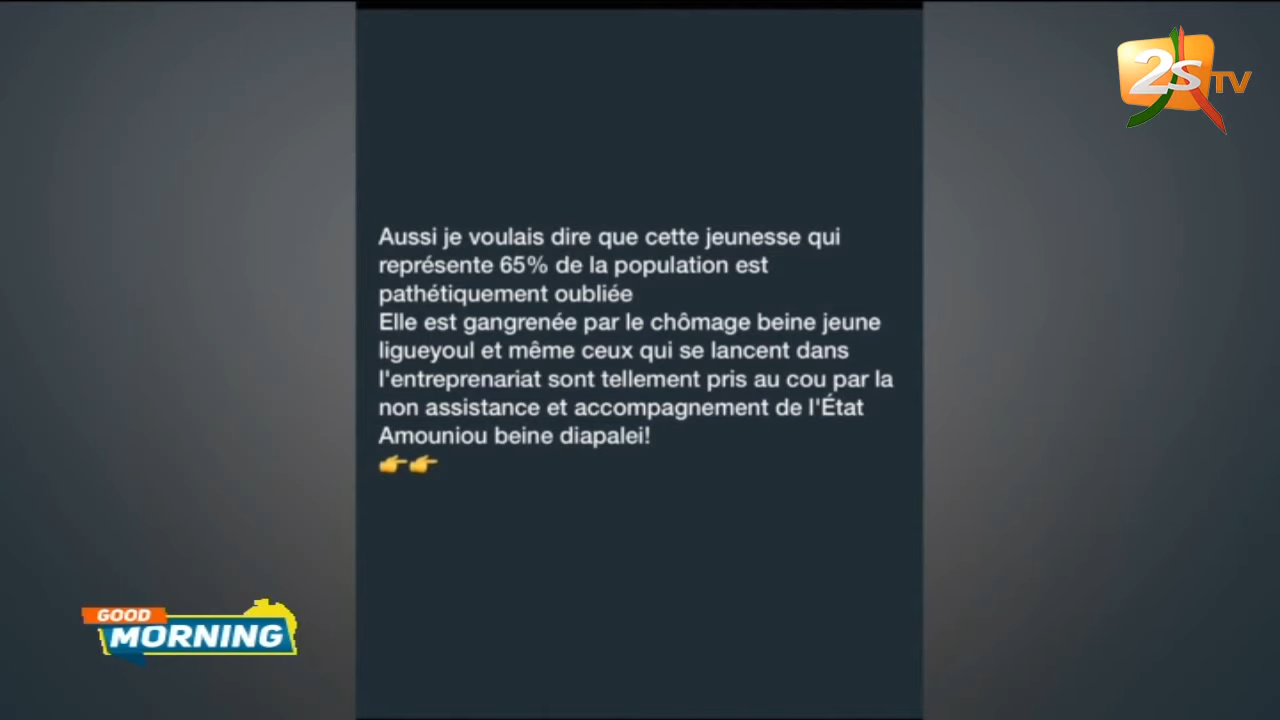 2s TV
Aussi je voulais dire que cette jeunesse qui
représente 65% de la population est
pathétiquement oubliée
Elle est gangrenée par le chômage beine jeune
ligueyoul et même ceux qui se lancent dans
l'entreprenariat sont tellement pris au cou par la
non assistance et accompagnement de l'État
Amouniou beine diapalei!
👉👉
GOOD
MORNING